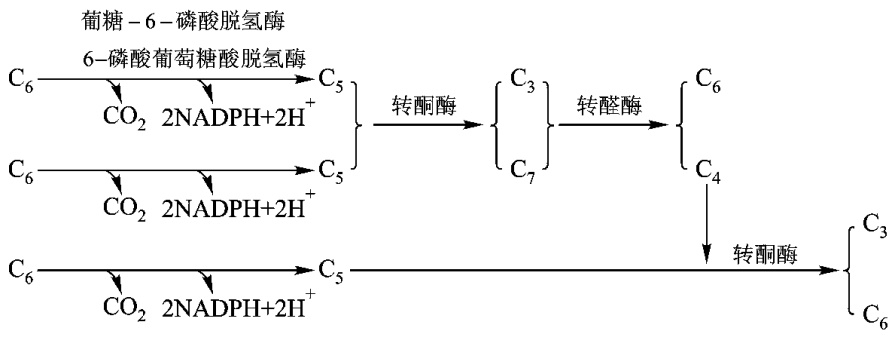 葡糖-6-磷酸脱氢酶
6-磷酸葡萄糖酸脱氢酶
C₆ C₅ 转酮酶 C₃ 转醛酶 C₆
CO₂ 2NADPH+2H⁺
C₆ C₅ C₇ C₄
CO₂ 2NADPH+2H⁺
C₆ C₅ 转酮酶 C₃
CO₂ 2NADPH+2H⁺ C₆